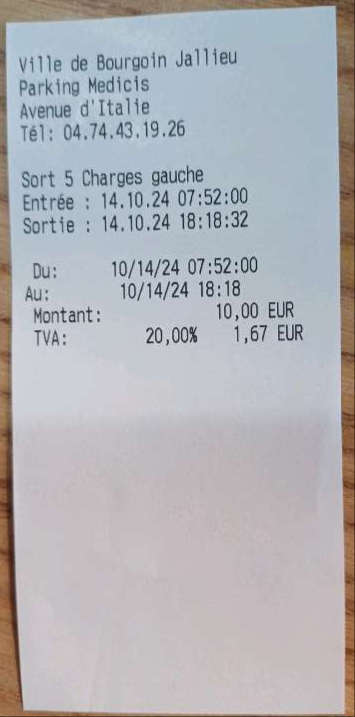 Ville de Bourgoin Jallieu
Parking Medicis
Avenue d'Italie
Tél: 04.74.43.19.26
Sort 5 Charges gauche
Entrée : 14.10.24 07:52:00
Sortie : 14.10.24 18:18:32
Du: 10/14/24 07:52:00
Au: 10/14/24 18:18
Montant: 10,00 EUR
TVA: 20,00% 1,67 EUR